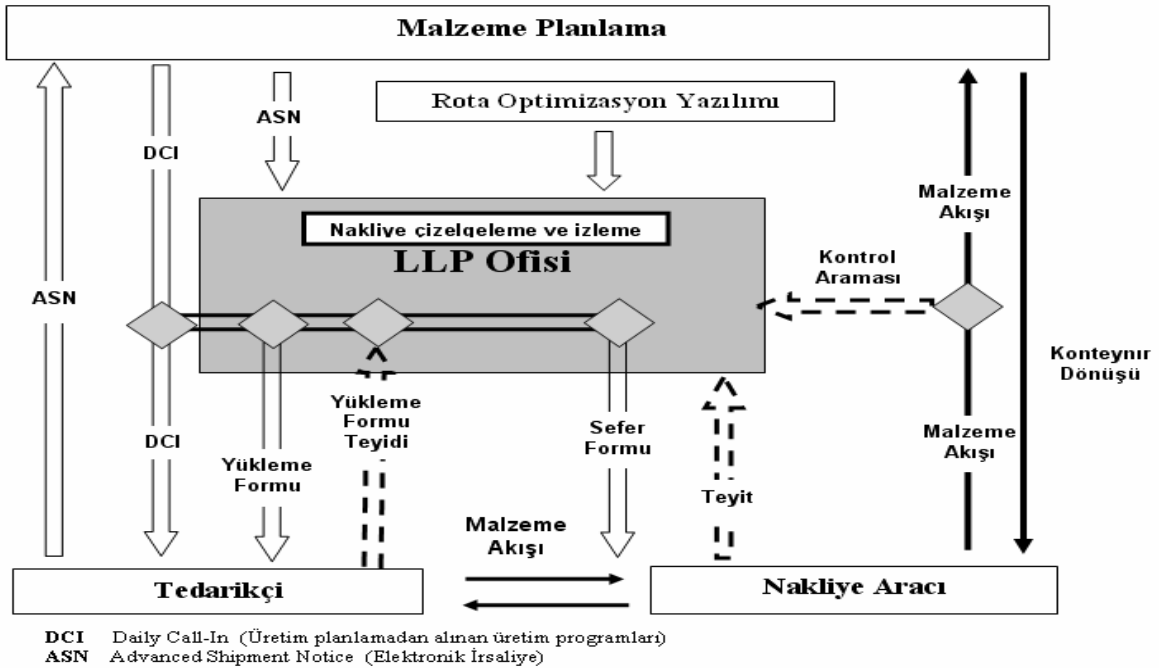 Malzeme Planlama
Rota Optimizasyon Yazılımı
ASN
DCI
Malzeme
Akışı
Nakliye çizelgeleme ve izleme
LLP Ofisi
Kontrol
Araması
ASN
Konteynır
Dönüşü
Yükleme
Formu
Teyidi
Sefer
Formu
Malzeme
Akışı
DCI
Yükleme
Formu
Teyit
Malzeme
Akışı
Tedarikçi
Nakliye Aracı
DCI Daily Call-In (Üretim planlamadan alınan üretim programları)
ASN Advanced Shipment Notice (Elektronik İrsaliye)